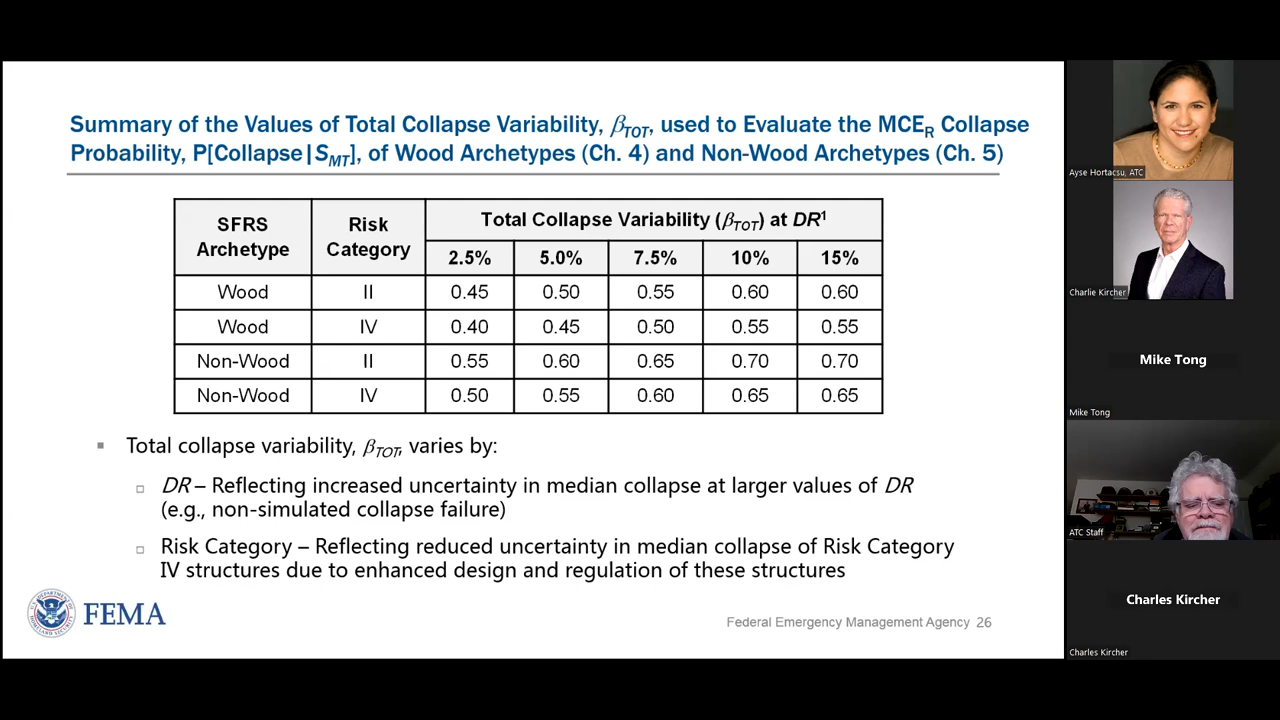 Summary of the Values of Total Collapse Variability, βTOT, used to Evaluate the MCER Collapse
Probability, P[Collapse|SMT], of Wood Archetypes (Ch. 4) and Non-Wood Archetypes (Ch. 5)
SFRS Archetype Risk Category Total Collapse Variability (βTOT) at DR¹
2.5% 5.0% 7.5% 10% 15%
Wood II 0.45 0.50 0.55 0.60 0.60
Wood IV 0.40 0.45 0.50 0.55 0.55
Non-Wood II 0.55 0.60 0.65 0.70 0.70
Non-Wood IV 0.50 0.55 0.60 0.65 0.65
Total collapse variability, βTOT, varies by:
DR – Reflecting increased uncertainty in median collapse at larger values of DR
(e.g., non-simulated collapse failure)
Risk Category – Reflecting reduced uncertainty in median collapse of Risk Category
IV structures due to enhanced design and regulation of these structures
FEMA
Federal Emergency Management Agency 26
Ayse Hortacsu, ATC
Charlie Kircher
Mike Tong
Mike Tong
ATC Staff
Charles Kircher
Charles Kircher